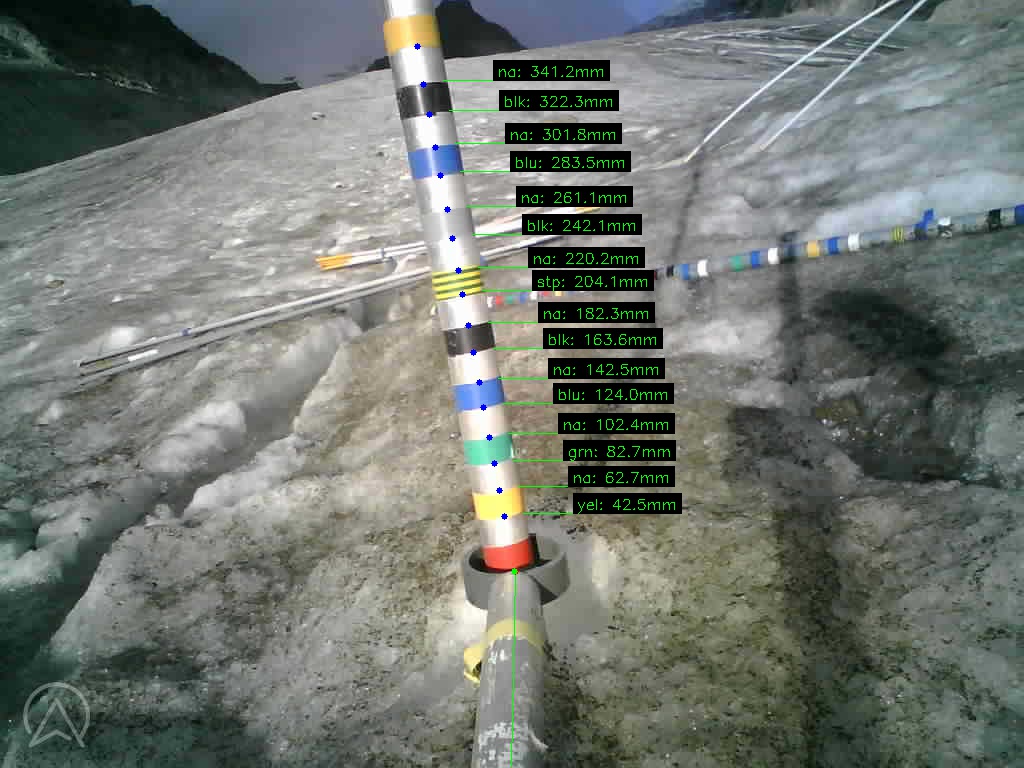 na: 341.2mm
blk: 322.3mm
na: 301.8mm
blu: 283.5mm
na: 261.1mm
blk: 242.1mm
na: 220.2mm
stp: 204.1mm
na: 182.3mm
blk: 163.6mm
na: 142.5mm
blu: 124.0mm
na: 102.4mm
grn: 82.7mm
na: 62.7mm
yel: 42.5mm